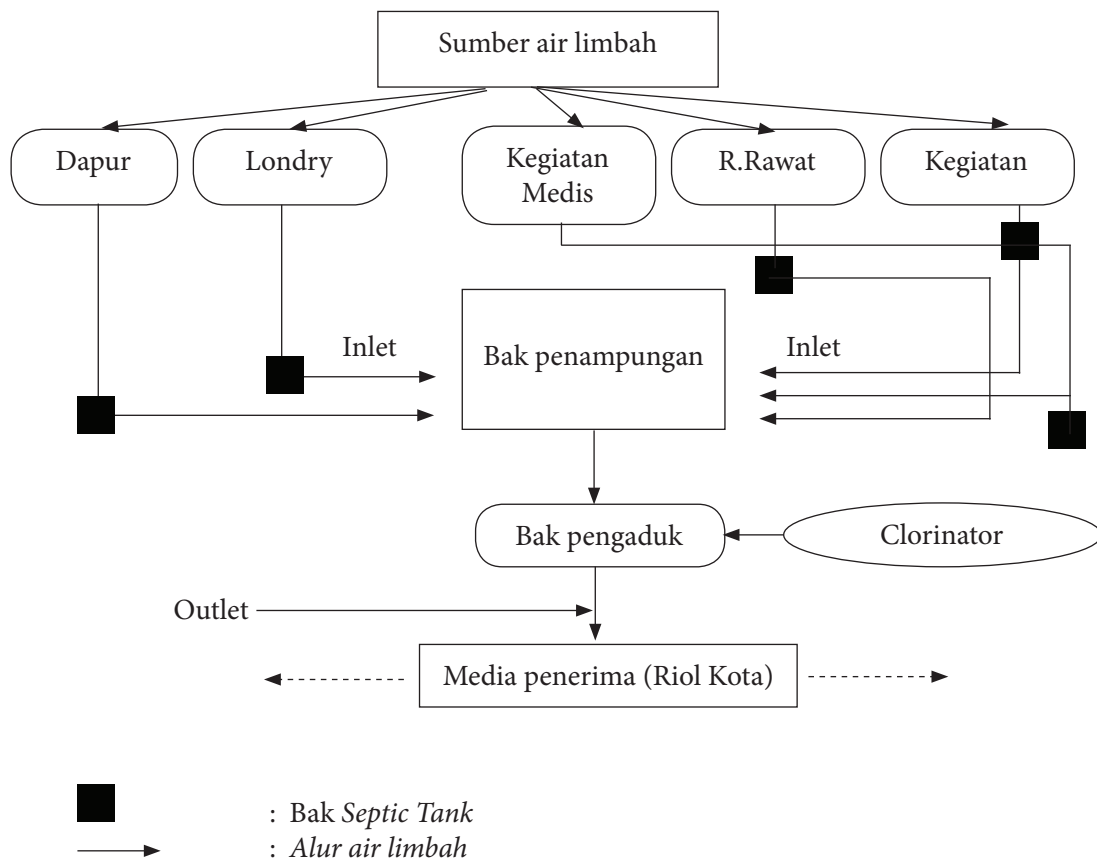 Sumber air limbah
Dapur
Londry
Kegiatan
Medis
R.Rawat
Kegiatan
Inlet
Bak penampungan
Inlet
Bak pengaduk
Clorinator
Outlet
Media penerima (Riol Kota)
: Bak Septic Tank
: Alur air limbah